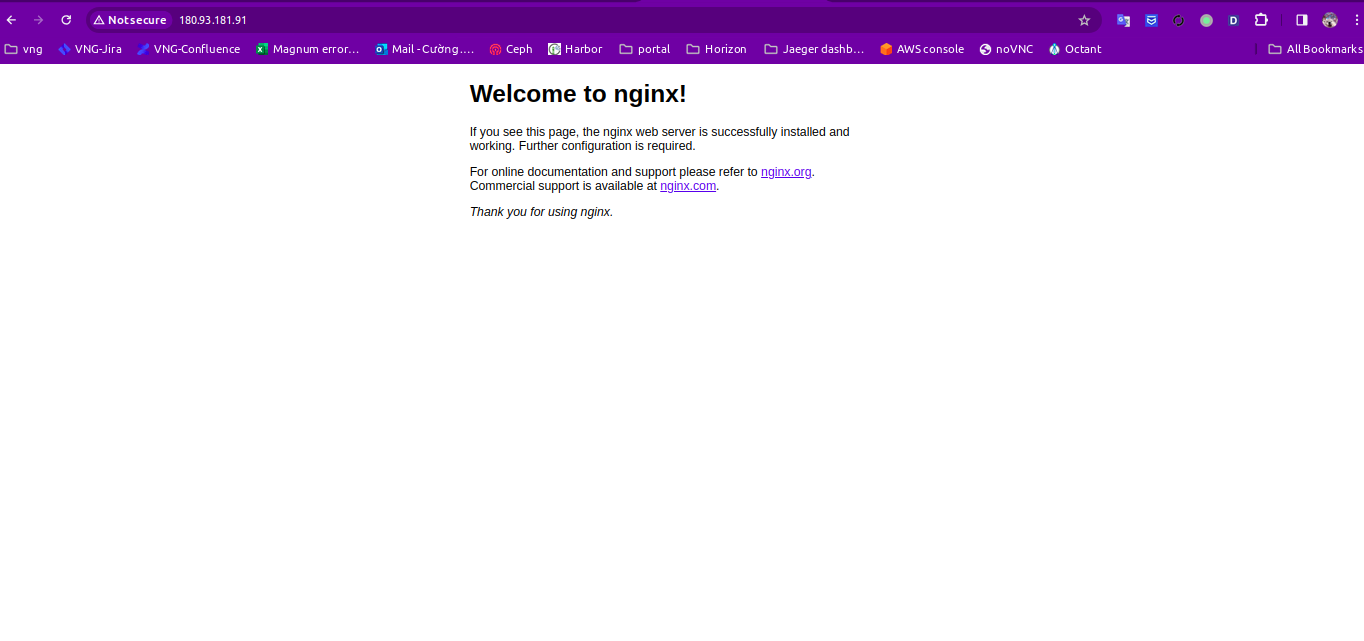 Not secure 180.93.181.91
vng VNG-Jira VNG-Confluence Magnum error... Mail - Cường .... Ceph Harbor portal Horizon Jaeger dashb... AWS console noVNC Octant All Bookmarks
Welcome to nginx!
If you see this page, the nginx web server is successfully installed and
working. Further configuration is required.
For online documentation and support please refer to nginx.org.
Commercial support is available at nginx.com.
Thank you for using nginx.